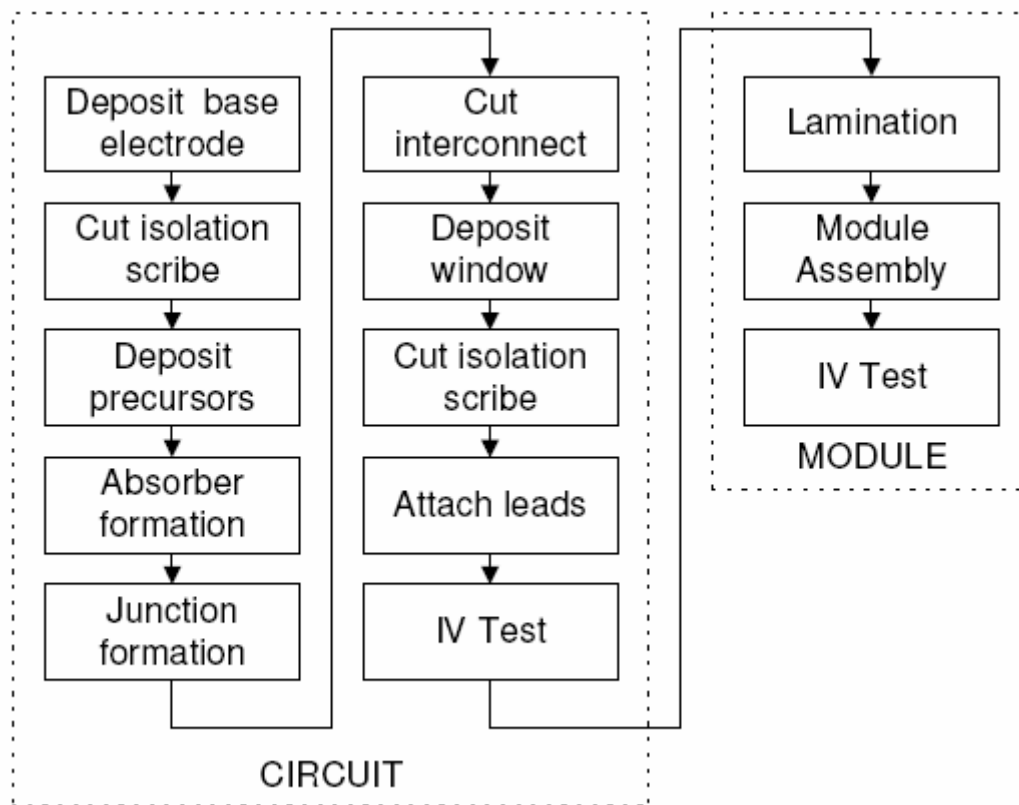 Deposit base
electrode
Cut isolation
scribe
Deposit
precursors
Absorber
formation
Junction
formation
Cut
interconnect
Deposit
window
Cut isolation
scribe
Attach leads
IV Test
CIRCUIT
Lamination
Module
Assembly
IV Test
MODULE